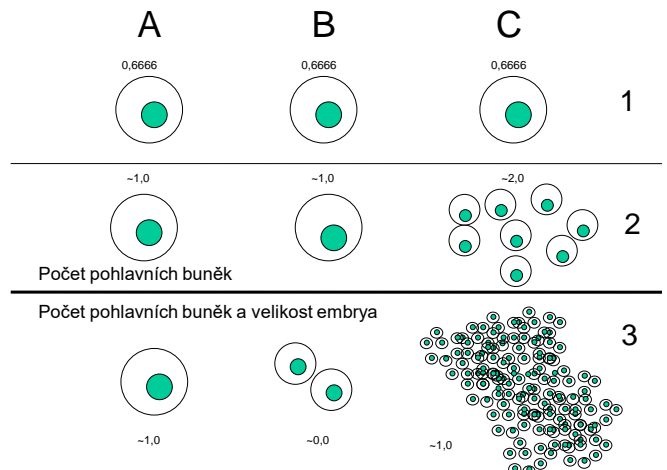 A B C
0,6666 0,6666 0,6666
1
~1,0 ~1,0 ~2,0
2
Počet pohlavních buněk
Počet pohlavních buněk a velikost embrya
3
~1,0 ~0,0 ~1,0